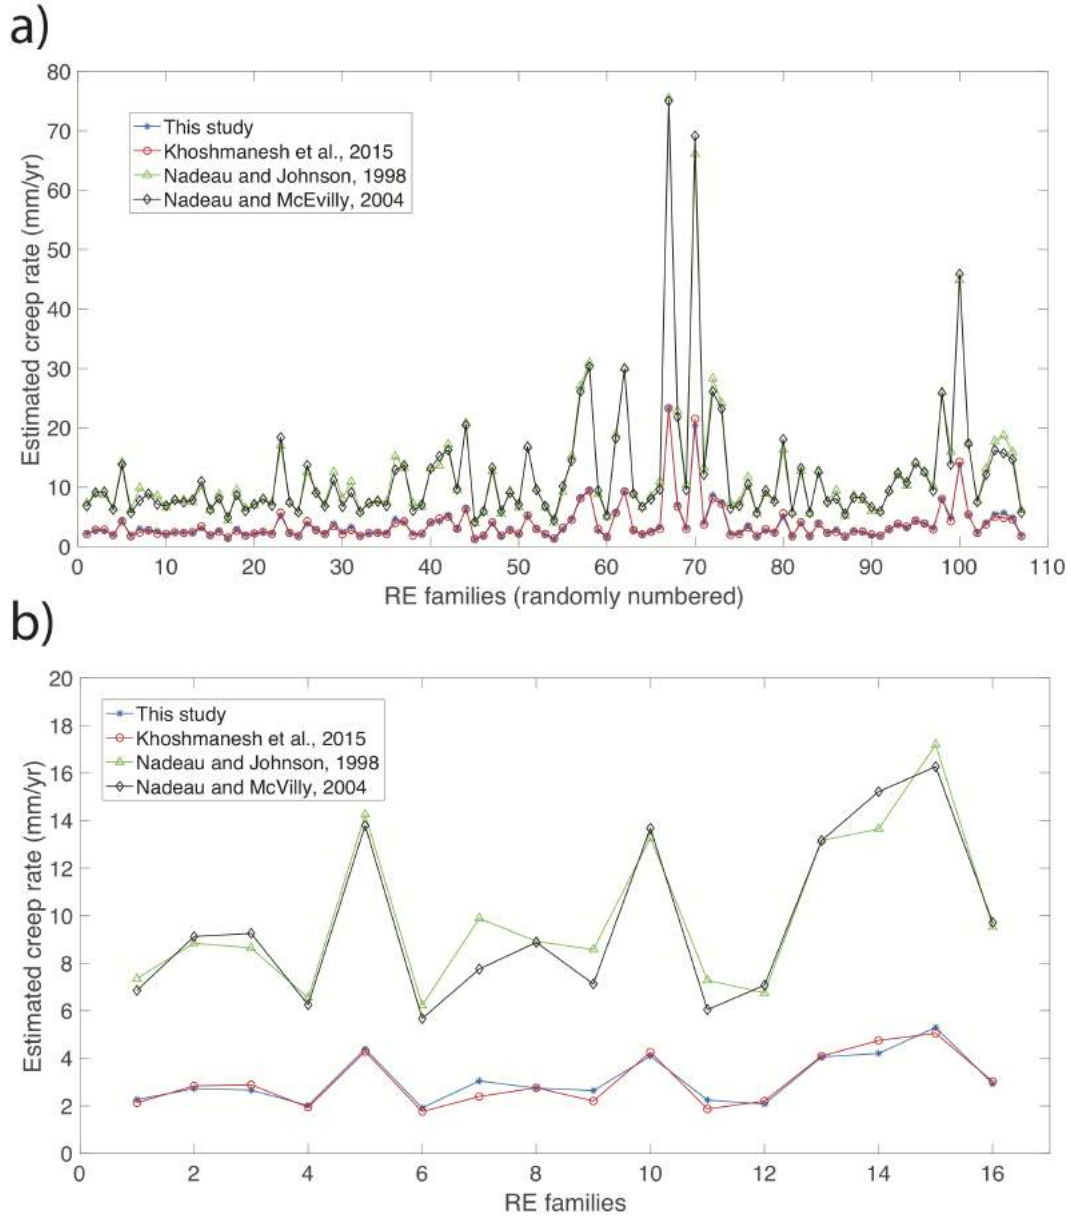 a)
80
70
60
50
40
30
20
10
0
Estimated creep rate (mm/yr)
This study
Khoshmanesh et al., 2015
Nadeau and Johnson, 1998
Nadeau and McEvilly, 2004
0 10 20 30 40 50 60 70 80 90 100 110
RE families (randomly numbered)
b)
20
18
16
14
12
10
8
6
4
2
0
Estimated creep rate (mm/yr)
This study
Khoshmanesh et al., 2015
Nadeau and Johnson, 1998
Nadeau and McVilly, 2004
0 2 4 6 8 10 12 14 16
RE families